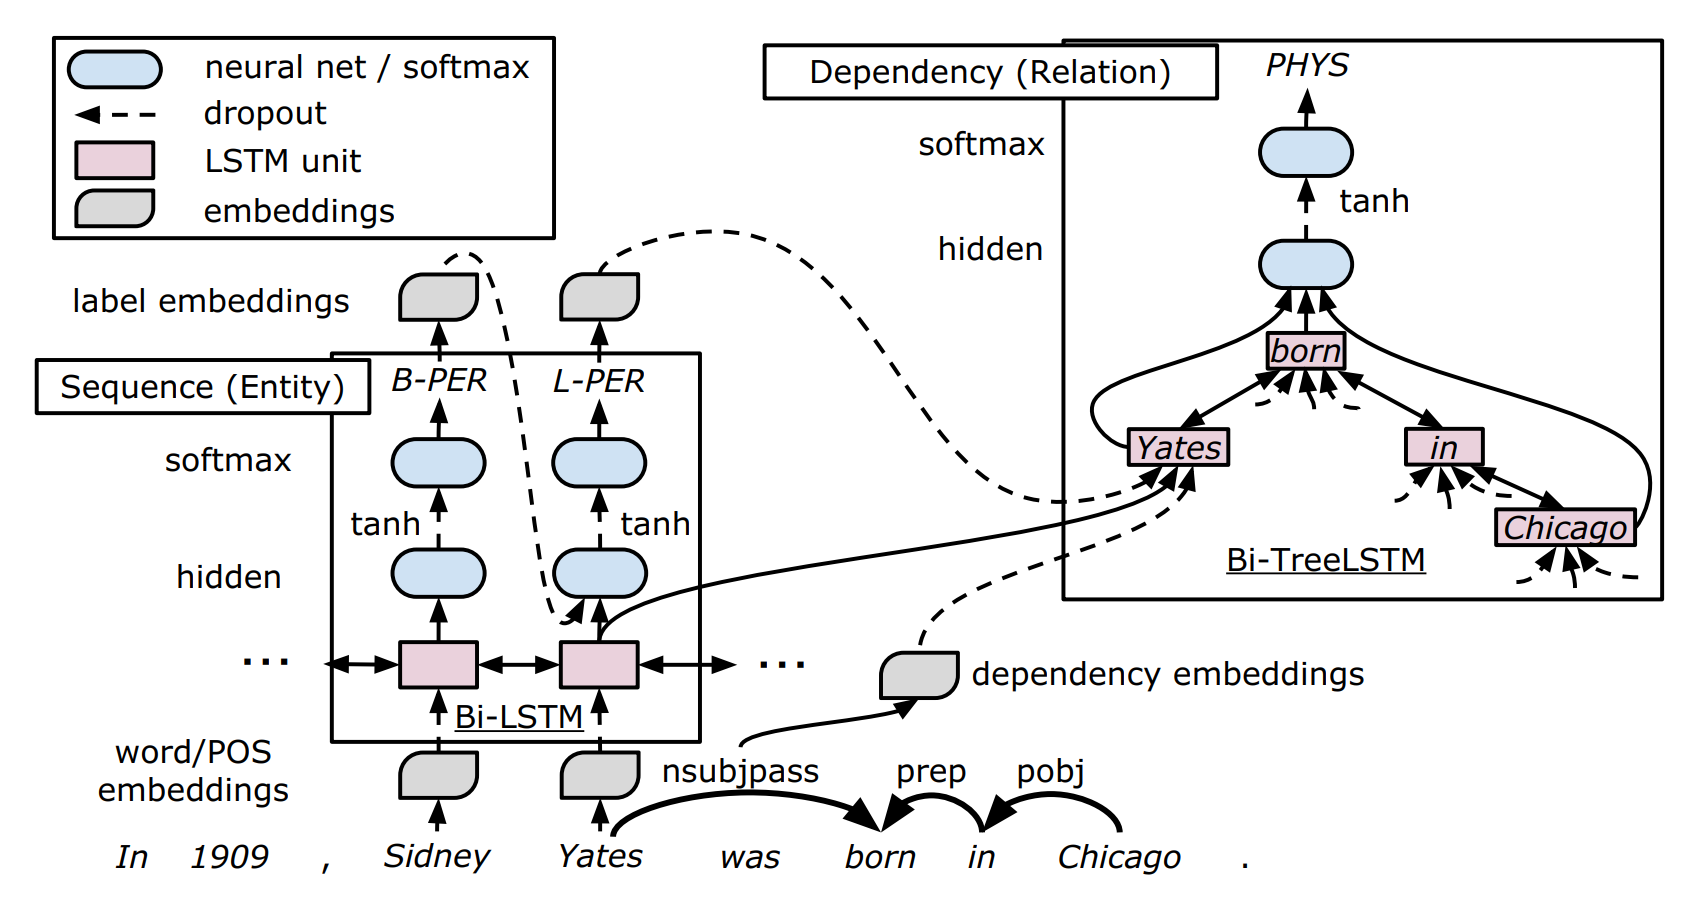 neural net / softmax
dropout
LSTM unit
embeddings
Dependency (Relation)
PHYS
softmax
tanh
hidden
born
Yates
in
Chicago
Bi-TreeLSTM
label embeddings
Sequence (Entity)
B-PER L-PER
softmax
tanh tanh
hidden
... ...
Bi-LSTM
dependency embeddings
word/POS
embeddings
nsubjpass prep pobj
In 1909 , Sidney Yates was born in Chicago .